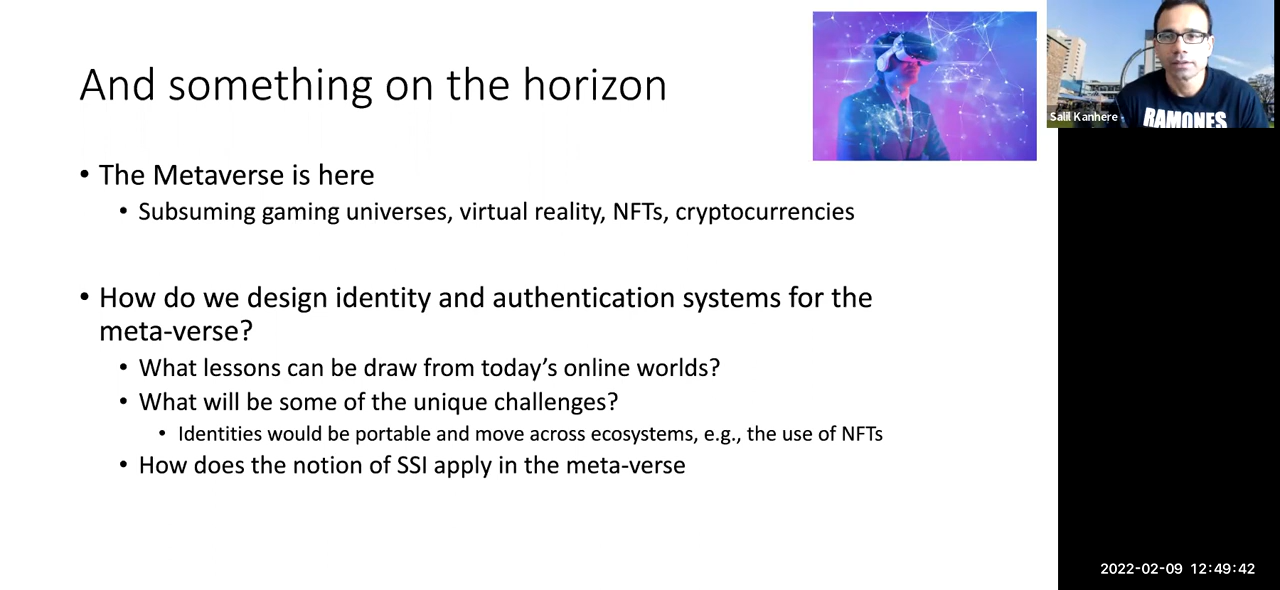 And something on the horizon
• The Metaverse is here
• Subsuming gaming universes, virtual reality, NFTs, cryptocurrencies
• How do we design identity and authentication systems for the
meta-verse?
• What lessons can be draw from today’s online worlds?
• What will be some of the unique challenges?
• Identities would be portable and move across ecosystems, e.g., the use of NFTs
• How does the notion of SSI apply in the meta-verse
Salil Kanhere -
RAMONES
2022-02-09 12:49:42